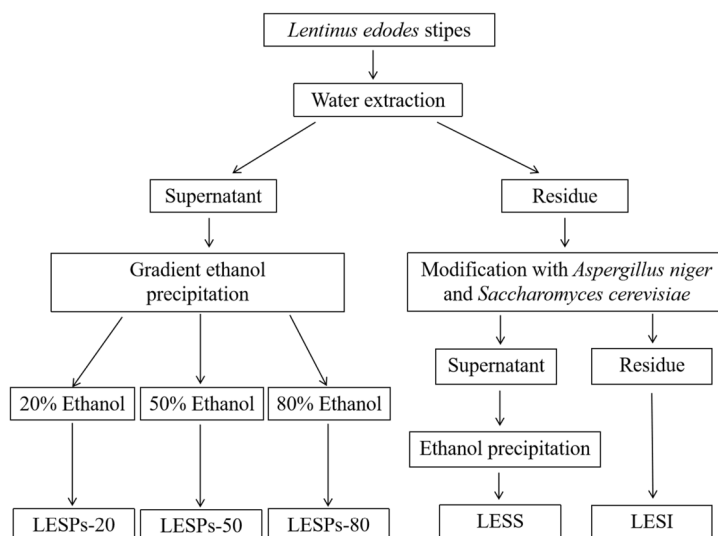 Lentinus edodes stipes
Water extraction
Supernatant
Residue
Gradient ethanol
precipitation
Modification with Aspergillus niger
and Saccharomyces cerevisiae
Supernatant
Residue
20% Ethanol
50% Ethanol
80% Ethanol
Ethanol precipitation
LESPs-20
LESPs-50
LESPs-80
LESS
LESI